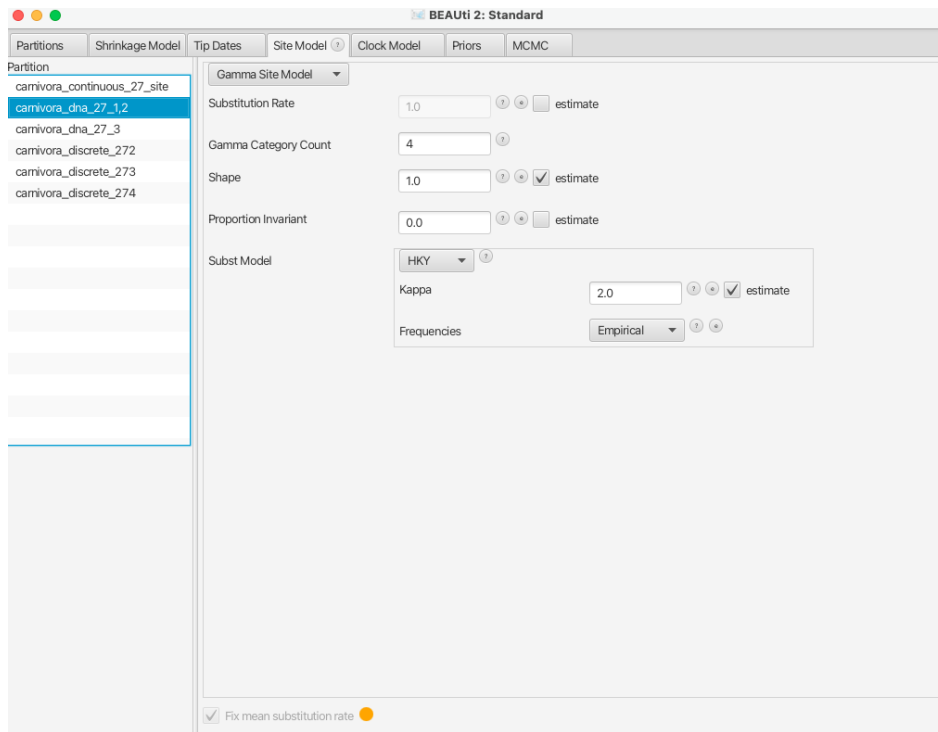 BEAUti 2: Standard
Partitions Shrinkage Model Tip Dates Site Model ? Clock Model Priors MCMC
Partition
carnivora_continuous_27_site
carnivora_dna_27_1,2
carnivora_dna_27_3
carnivora_discrete_272
carnivora_discrete_273
carnivora_discrete_274
Gamma Site Model
Substitution Rate 1.0 ? estimate
Gamma Category Count 4 ?
Shape 1.0 ? estimate
Proportion Invariant 0.0 ? estimate
Subst Model HKY ?
Kappa 2.0 ? estimate
Frequencies Empirical ?
Fix mean substitution rate